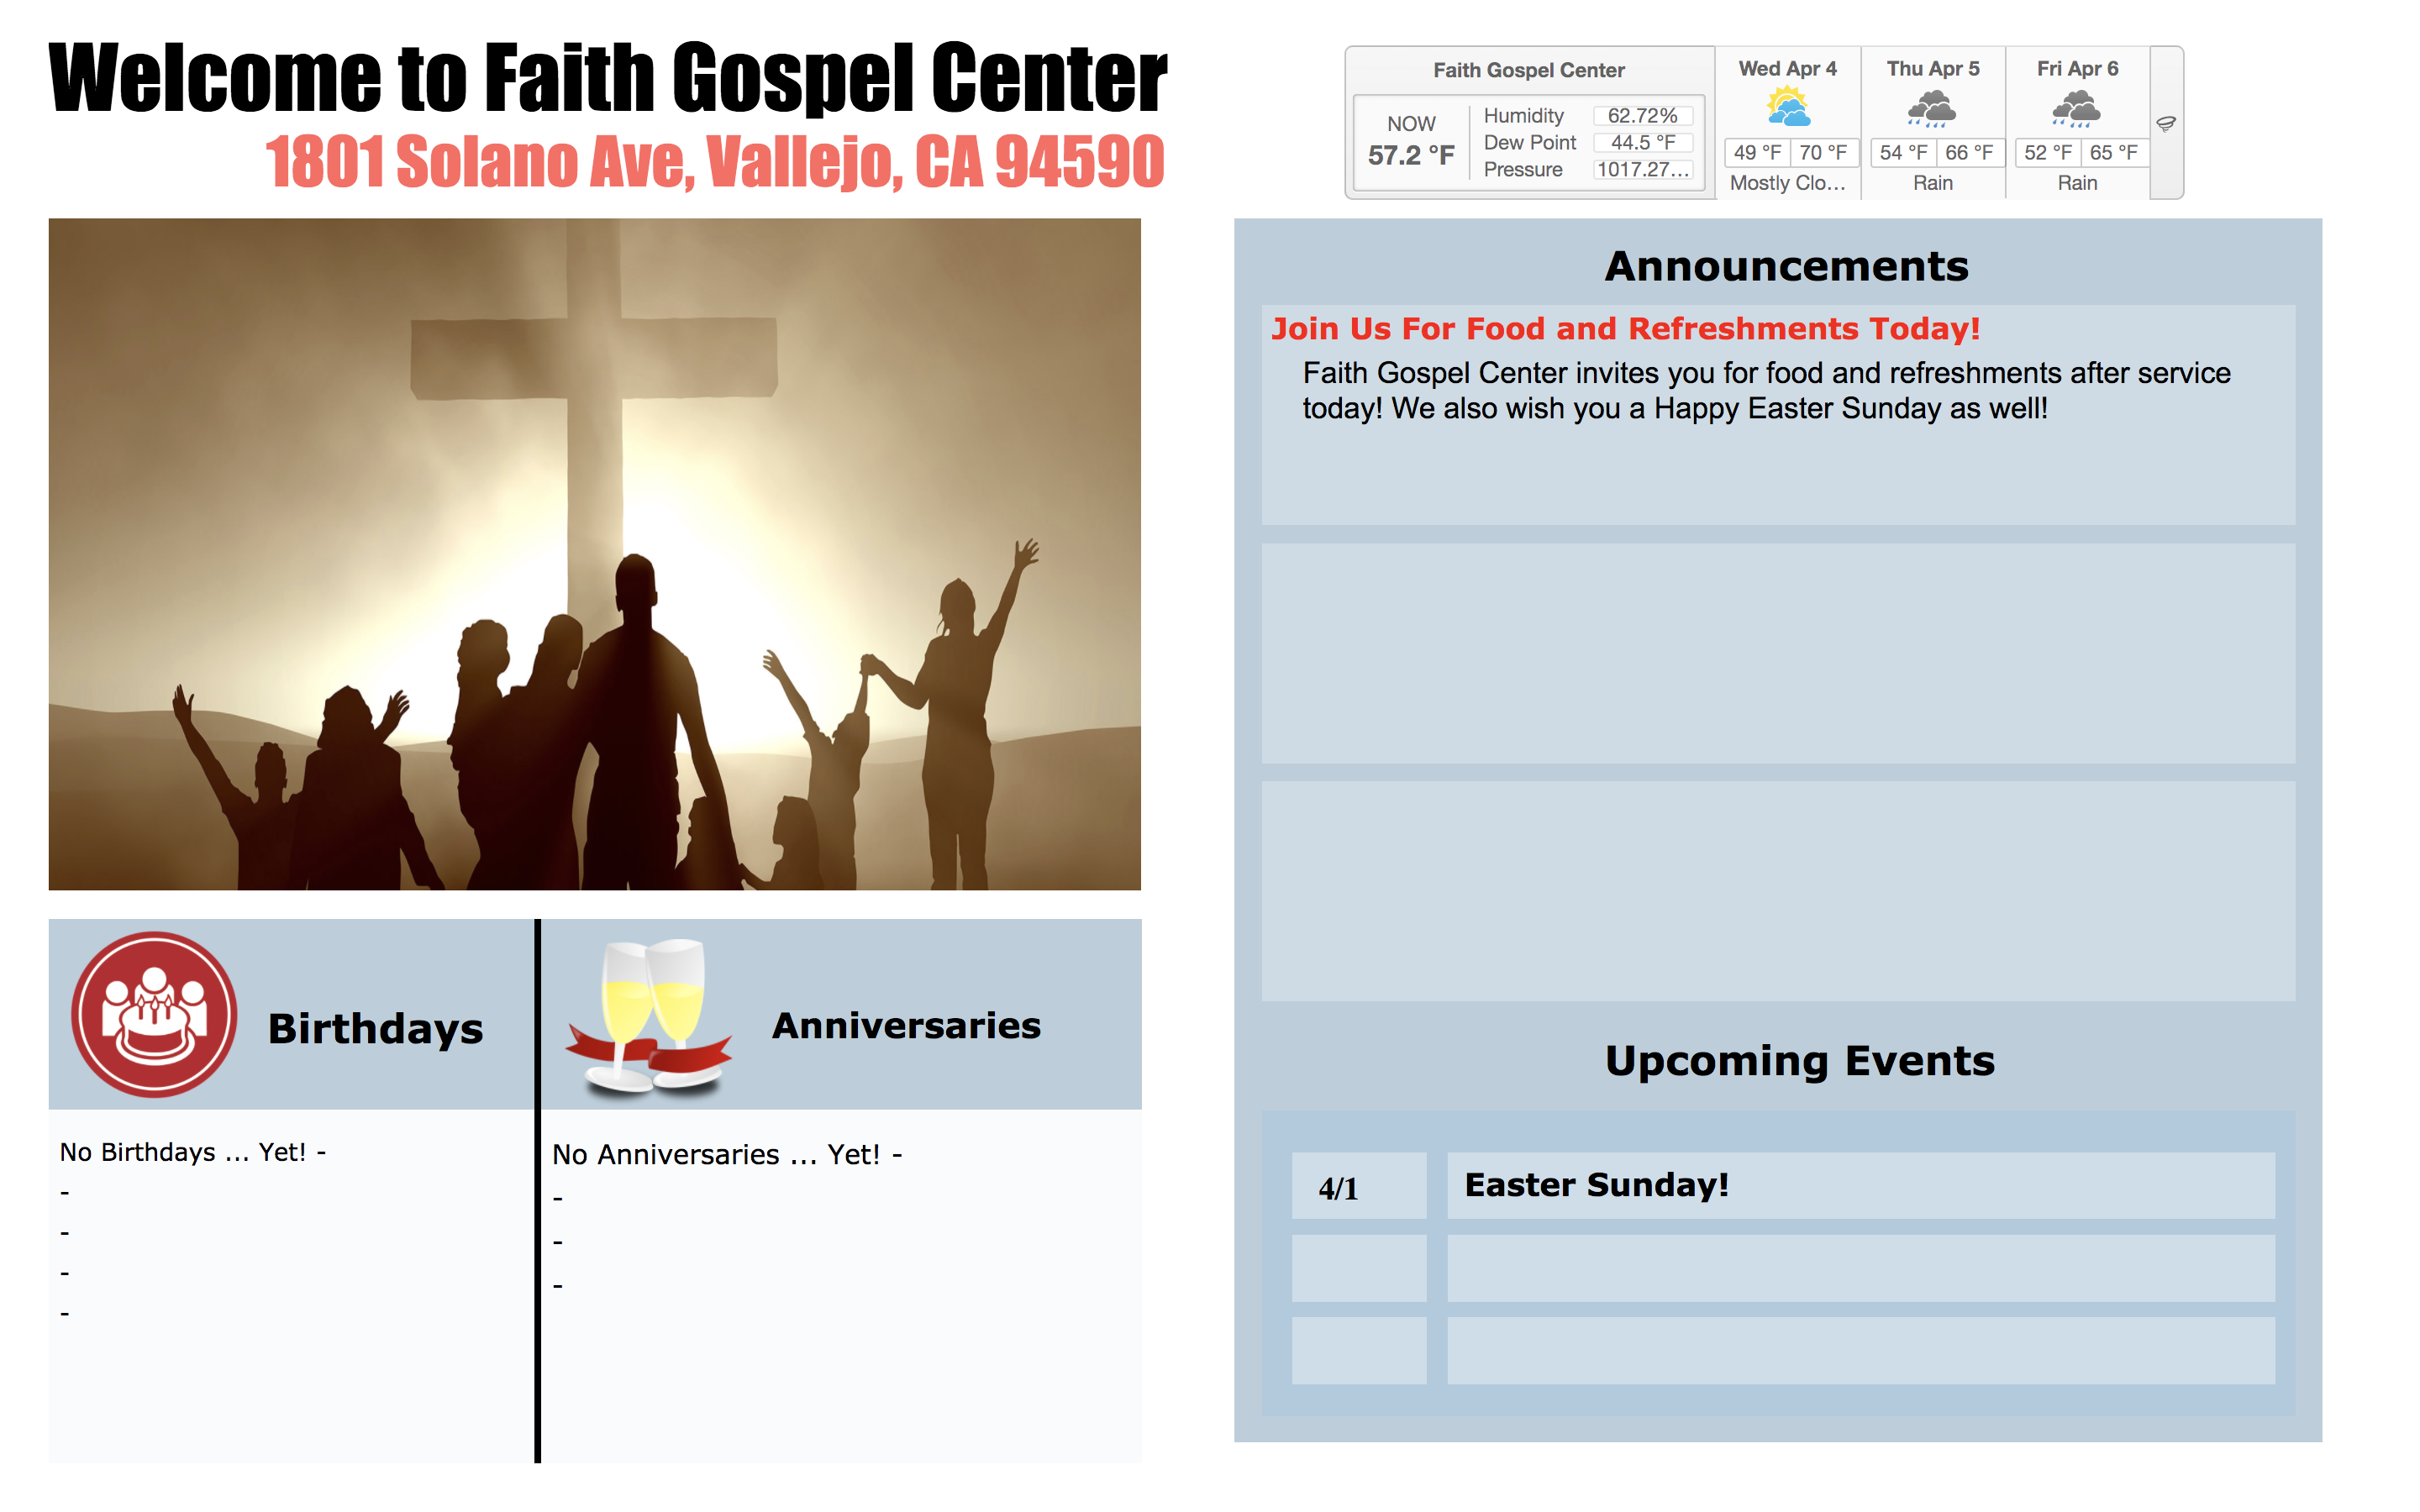 Welcome to Faith Gospel Center
1801 Solano Ave, Vallejo, CA 94590
Faith Gospel Center
NOW
57.2 °F
Humidity 62.72%
Dew Point 44.5 °F
Pressure 1017.27...
Wed Apr 4
49 °F 70 °F
Mostly Clo...
Thu Apr 5
54 °F 66 °F
Rain
Fri Apr 6
52 °F 65 °F
Rain
Announcements
Join Us For Food and Refreshments Today!
Faith Gospel Center invites you for food and refreshments after service
today! We also wish you a Happy Easter Sunday as well!
Birthdays
No Birthdays ... Yet! -
-
-
-
-
Anniversaries
No Anniversaries ... Yet! -
-
-
-
Upcoming Events
4/1 Easter Sunday!